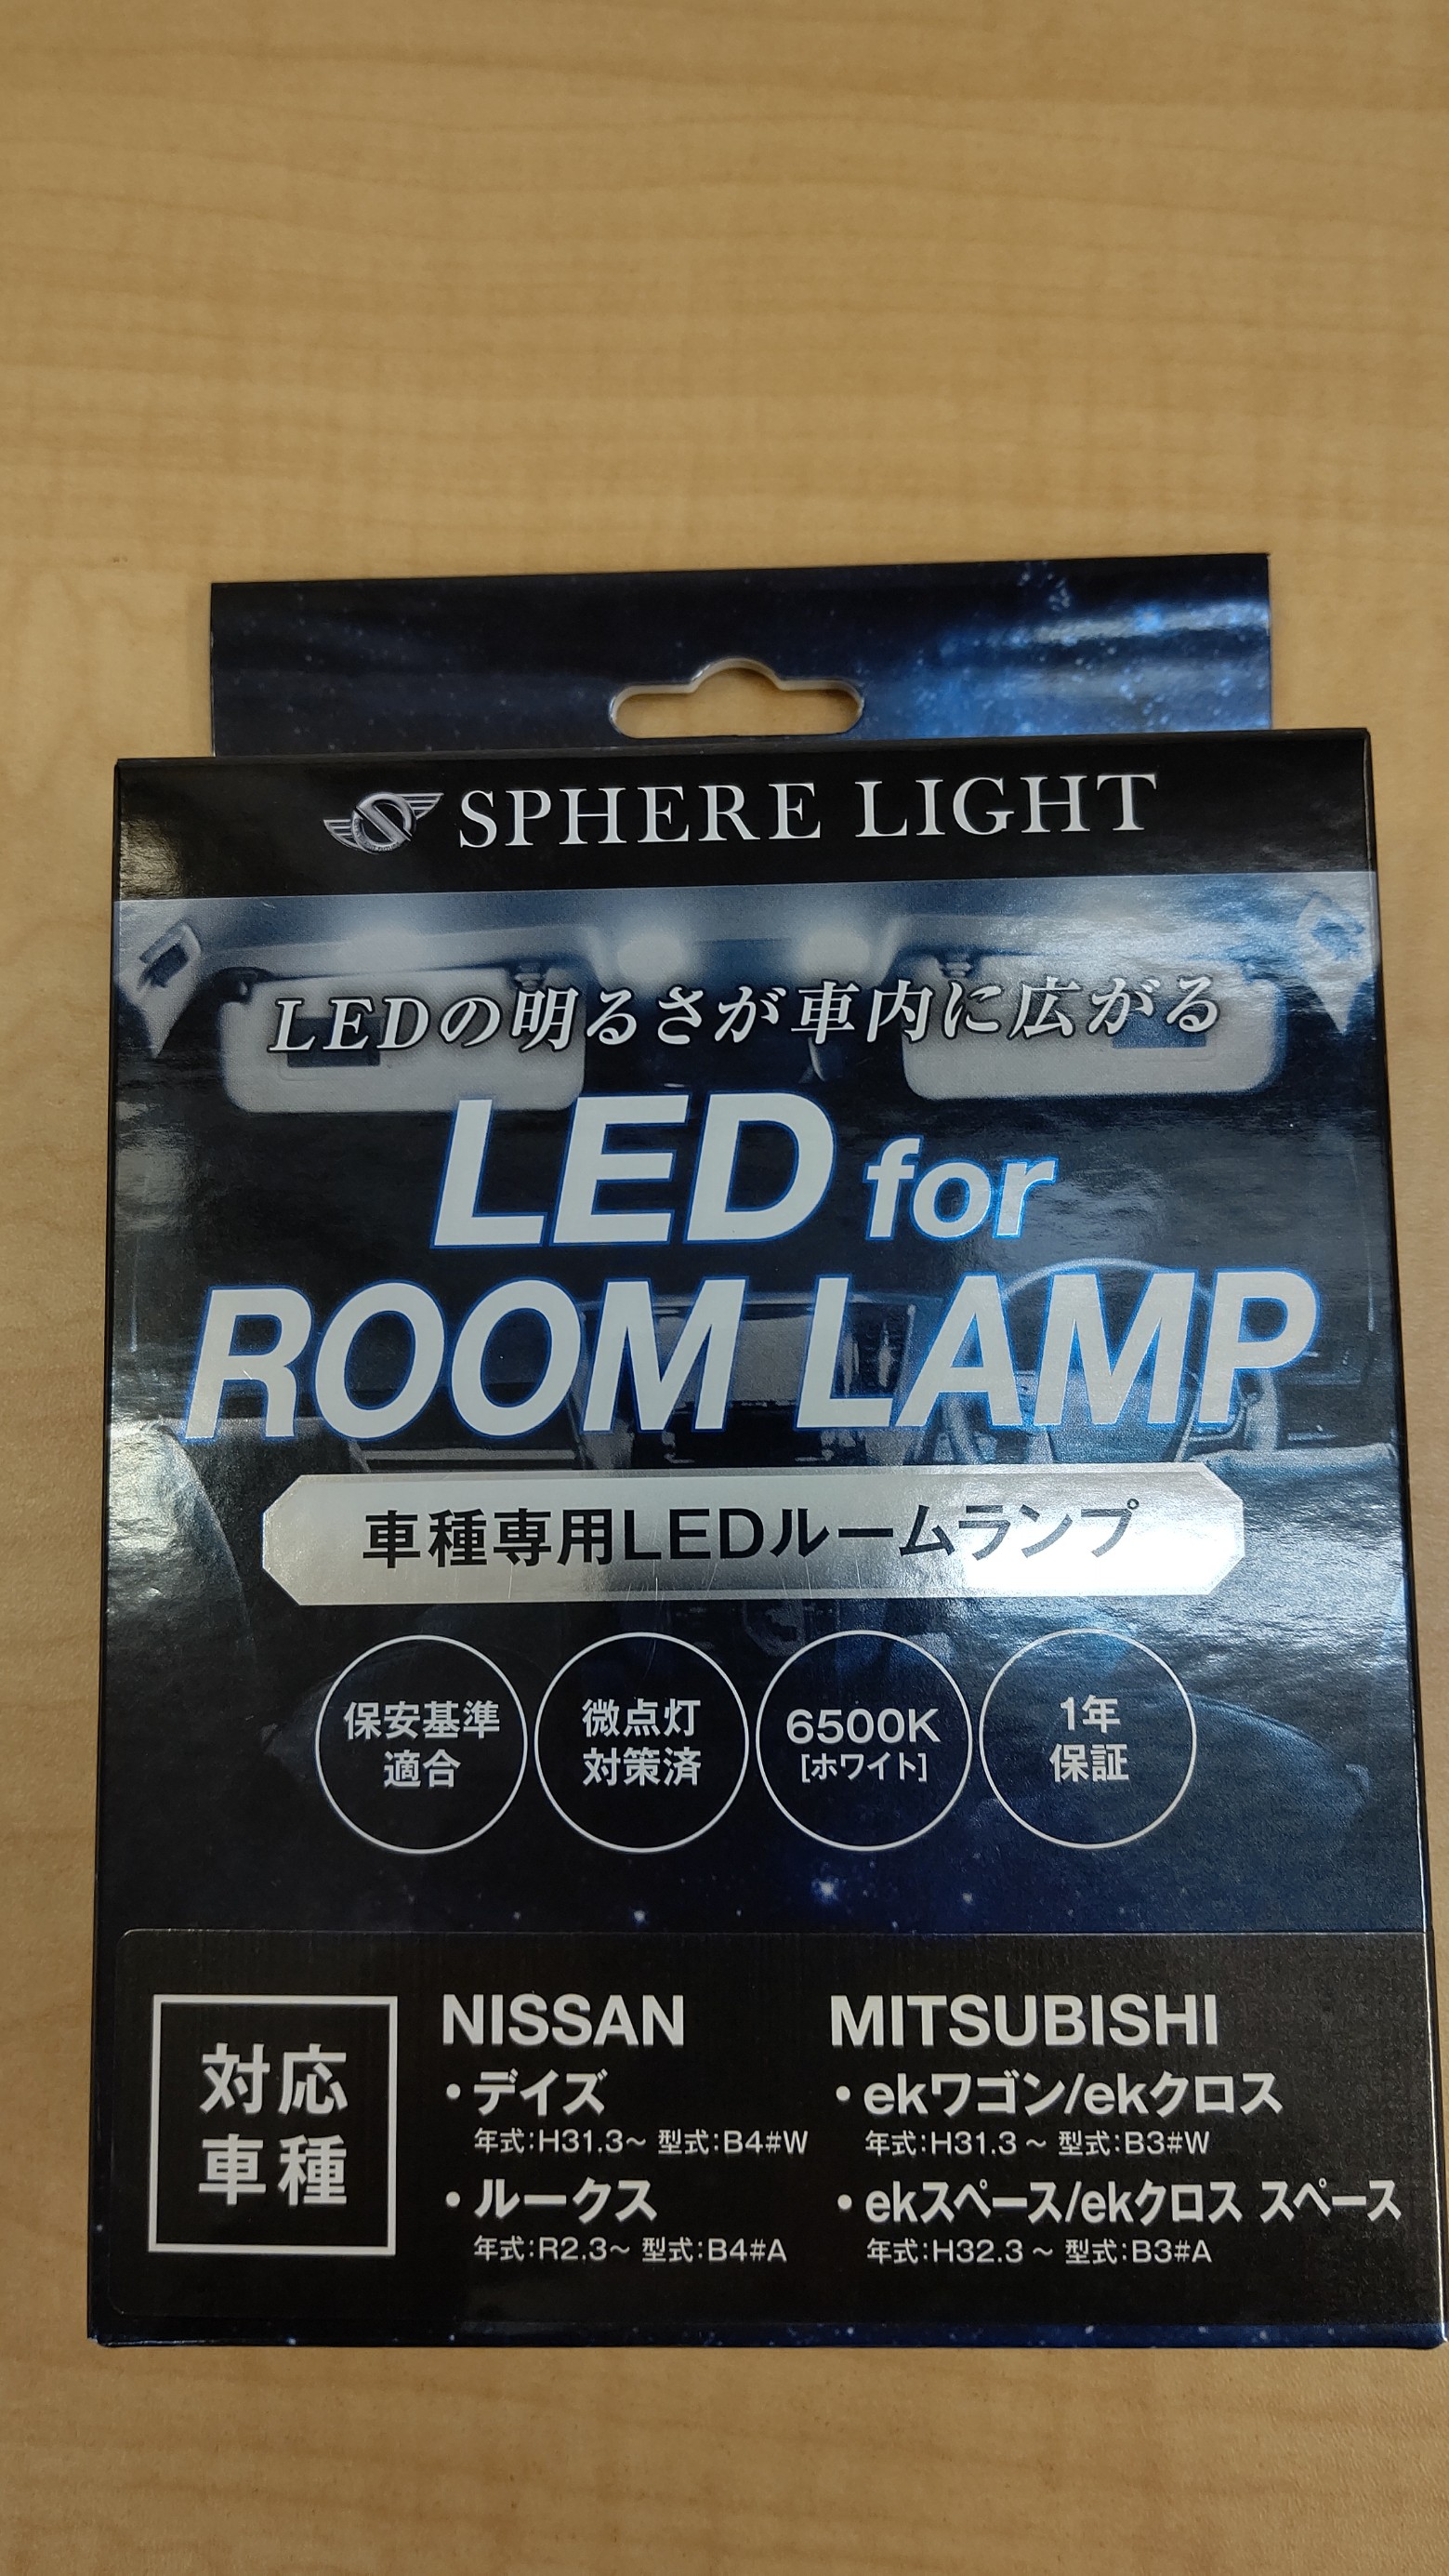 SPHERE LIGHT
LEDの明るさが車内に広がる
LED for
ROOM LAMP
車種専用LEDルームランプ
保安基準
適合
微点灯
対策済
6500K
[ホワイト]
1年
保証
対応
車種
NISSAN
・デイズ
年式:H31.3~ 型式:B4#W
・ルークス
年式:R2.3~ 型式:B4#A
MITSUBISHI
・ekワゴン/ekクロス
年式:H31.3 ~ 型式:B3#W
・ekスペース/ekクロス スペース
年式:H32.3 ~ 型式:B3#A